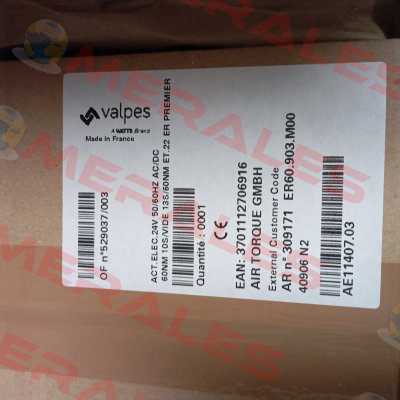 valpes
A WATTS Brand
Made in France
OF n°529037/003
ACT.ELEC.24V 50/60HZ AC/DC
60NM 10S/VIDE 13S/60NM ET.22 ER PREMIER
Quantité : 0001
CE
EAN: 3701112706916
AIR TORQUE GMBH
External Customer Code
AR n° 309171 ER60.903.M00
40906 N2
AE11407.03
MERALES
MERALES
MERALES